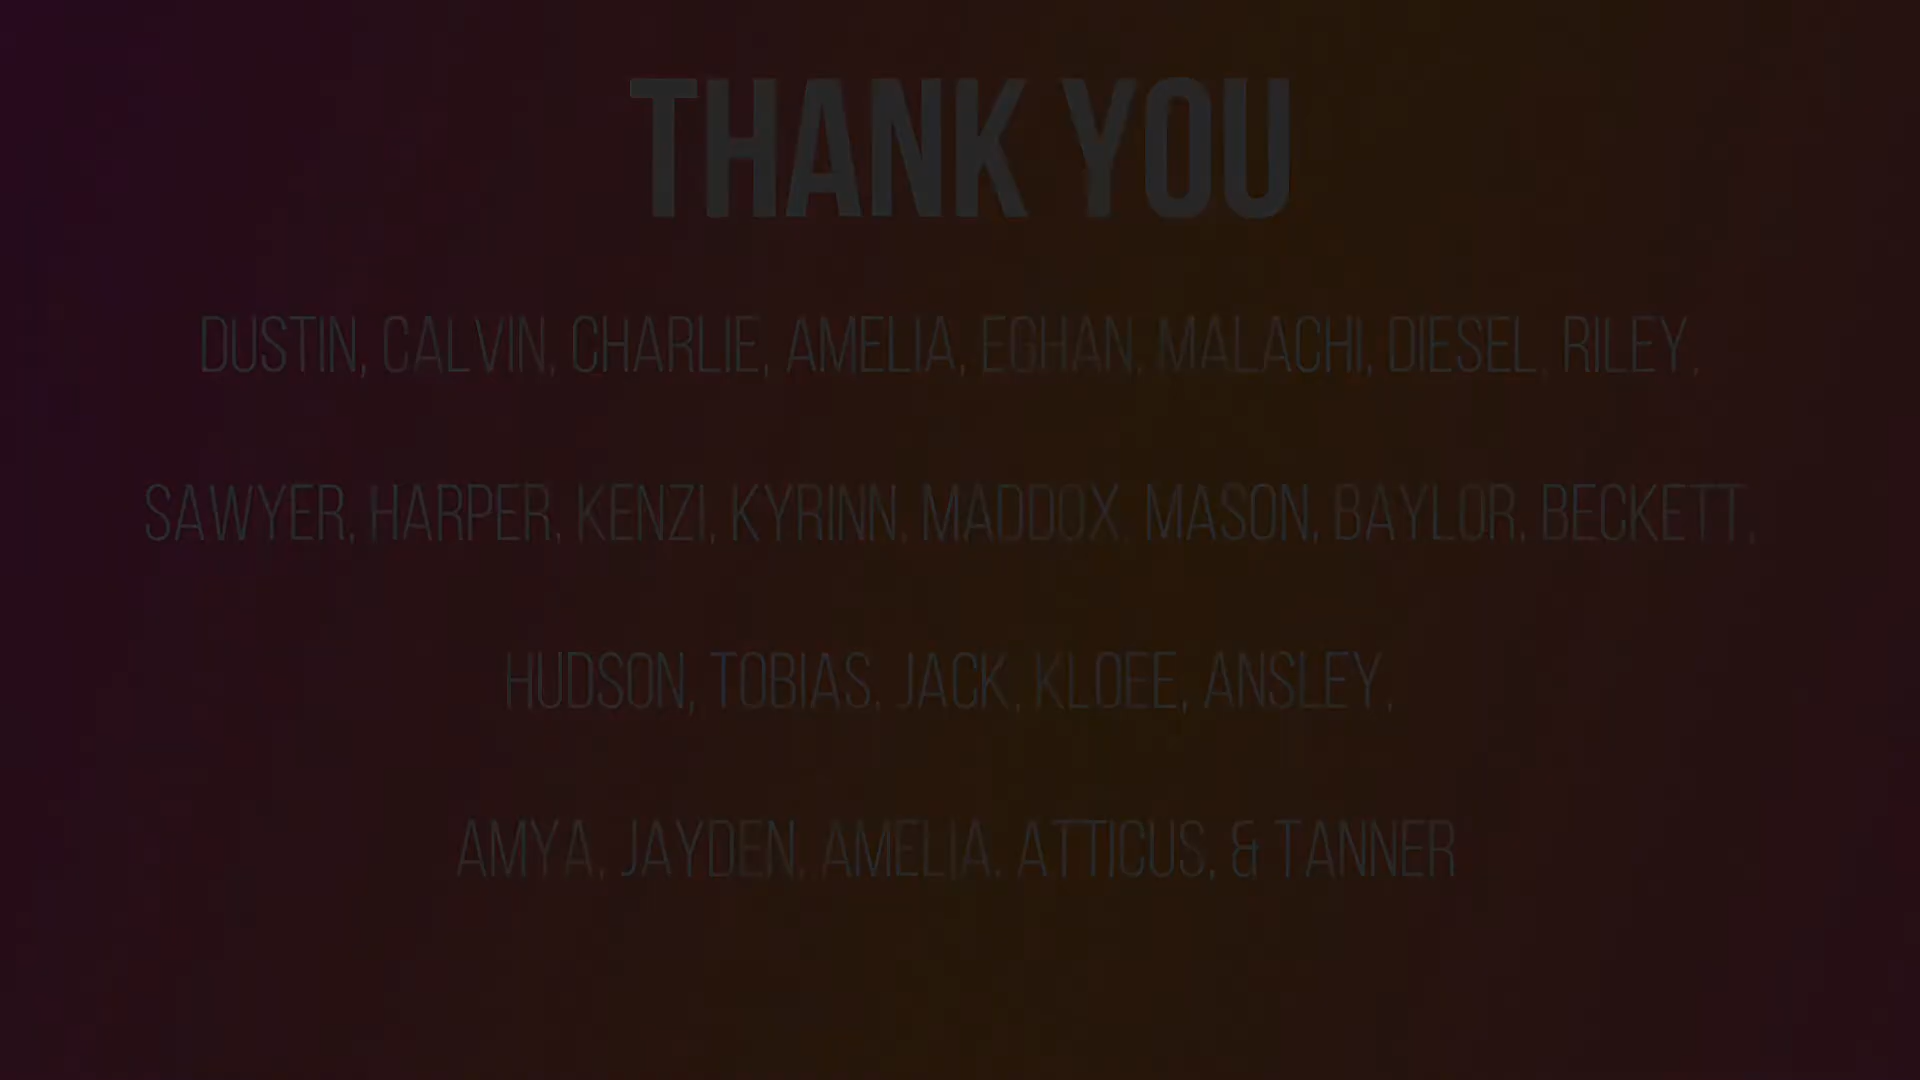 THANK YOU
DUSTIN, CALVIN, CHARLIE, AMELIA, EGHAN, MALACHI, DIESEL, RILEY,
SAWYER, HARPER, KENZI, KYRINN, MADDOX, MASON, BAYLOR, BECKETT,
HUDSON, TOBIAS, JACK, KLOEE, ANSLEY,
AMYA, JAYDEN, AMELIA, ATTICUS, & TANNER